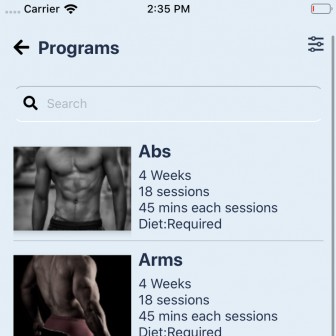 Carrier 2:35 PM
Programs
Search
Abs
4 Weeks
18 sessions
45 mins each sessions
Diet:Required
Arms
4 Weeks
18 sessions
45 mins each sessions
Diet:Required